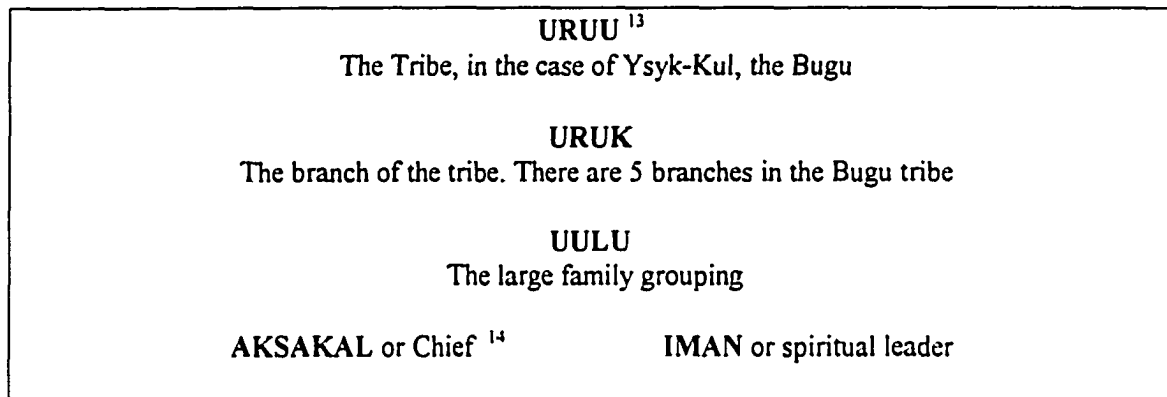 URUU 13
The Tribe, in the case of Ysyk-Kul, the Bugu
URUK
The branch of the tribe. There are 5 branches in the Bugu tribe
UULU
The large family grouping
AKSAKAL or Chief 14 IMAN or spiritual leader